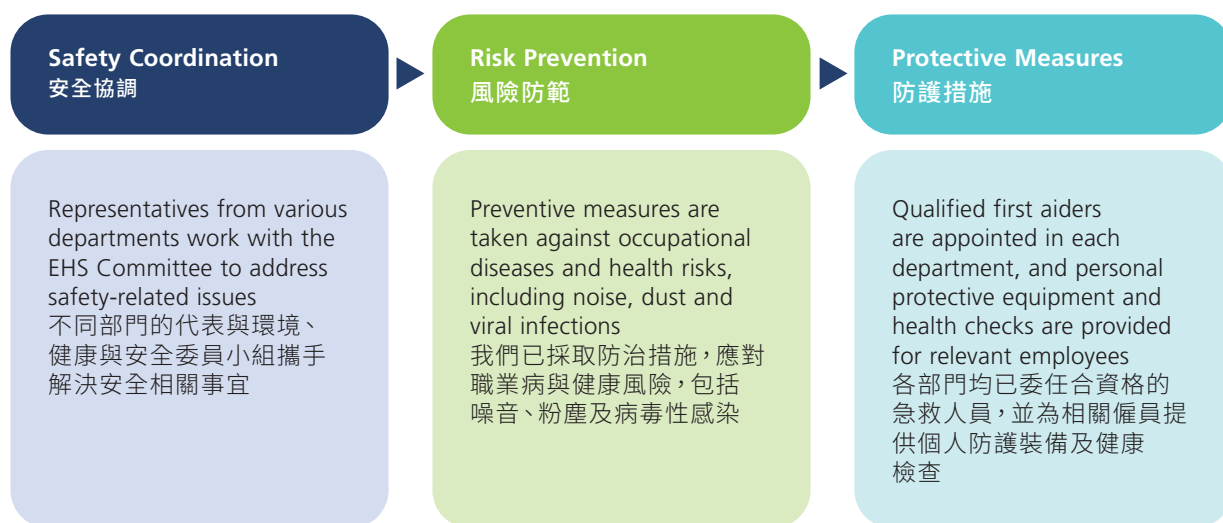 Safety Coordination
安全協調
Representatives from various
departments work with the
EHS Committee to address
safety-related issues
不同部門的代表與環境、
健康與安全委員小組攜手
解決安全相關事宜
Risk Prevention
風險防範
Preventive measures are
taken against occupational
diseases and health risks,
including noise, dust and
viral infections
我們已採取防治措施，應對
職業病與健康風險，包括
噪音、粉塵及病毒性感染
Protective Measures
防護措施
Qualified first aiders
are appointed in each
department, and personal
protective equipment and
health checks are provided
for relevant employees
各部門均已委任合資格的
急救人員，並為相關僱員提
供個人防護裝備及健康
檢查